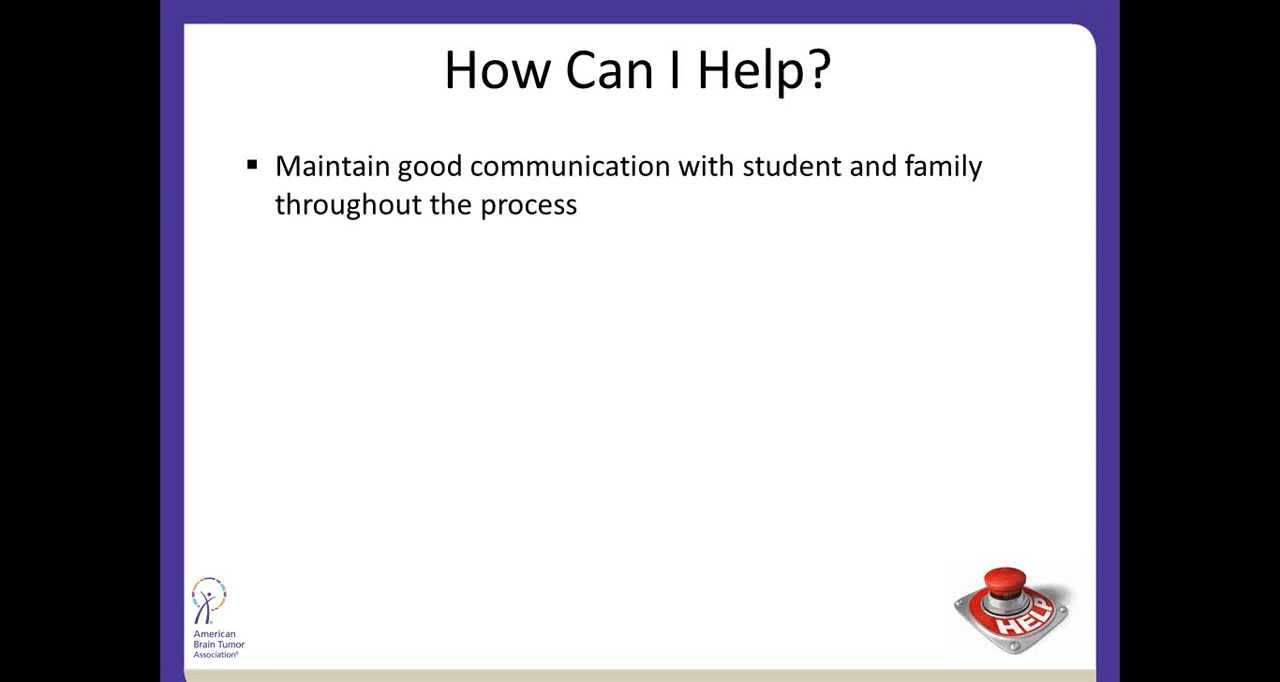 How Can I Help?
▪ Maintain good communication with student and family
throughout the process
American
Brain Tumor
Association®
HELP